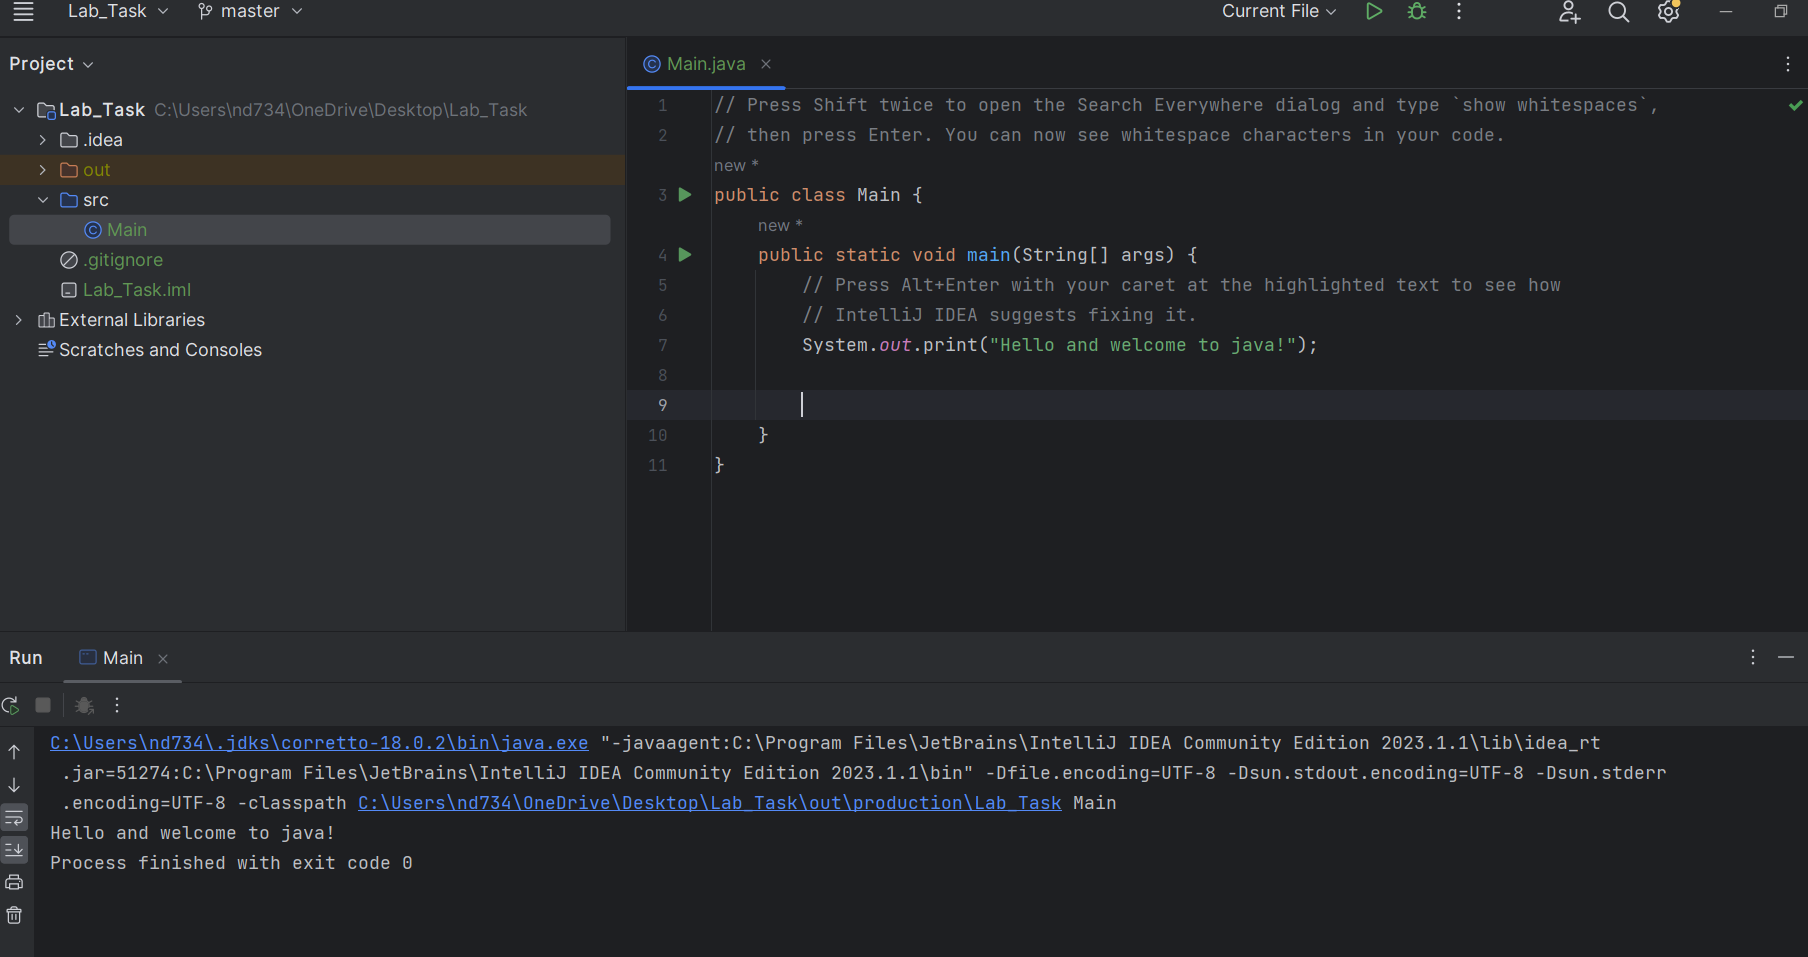 Lab_Task master Current File
Project
Main.java
Lab_Task C:\Users\nd734\OneDrive\Desktop\Lab_Task
.idea
out
src
Main
.gitignore
Lab_Task.iml
External Libraries
Scratches and Consoles
1 // Press Shift twice to open the Search Everywhere dialog and type `show whitespaces`,
2 // then press Enter. You can now see whitespace characters in your code.
new *
3 public class Main {
new *
4 public static void main(String[] args) {
5 // Press Alt+Enter with your caret at the highlighted text to see how
6 // IntelliJ IDEA suggests fixing it.
7 System.out.print("Hello and welcome to java!");
8
9
10 }
11 }
Run Main
C:\Users\nd734\.jdks\corretto-18.0.2\bin\java.exe "-javaagent:C:\Program Files\JetBrains\IntelliJ IDEA Community Edition 2023.1.1\lib\idea_rt
.jar=51274:C:\Program Files\JetBrains\IntelliJ IDEA Community Edition 2023.1.1\bin" -Dfile.encoding=UTF-8 -Dsun.stdout.encoding=UTF-8 -Dsun.stderr
.encoding=UTF-8 -classpath C:\Users\nd734\OneDrive\Desktop\Lab_Task\out\production\Lab_Task Main
Hello and welcome to java!
Process finished with exit code 0